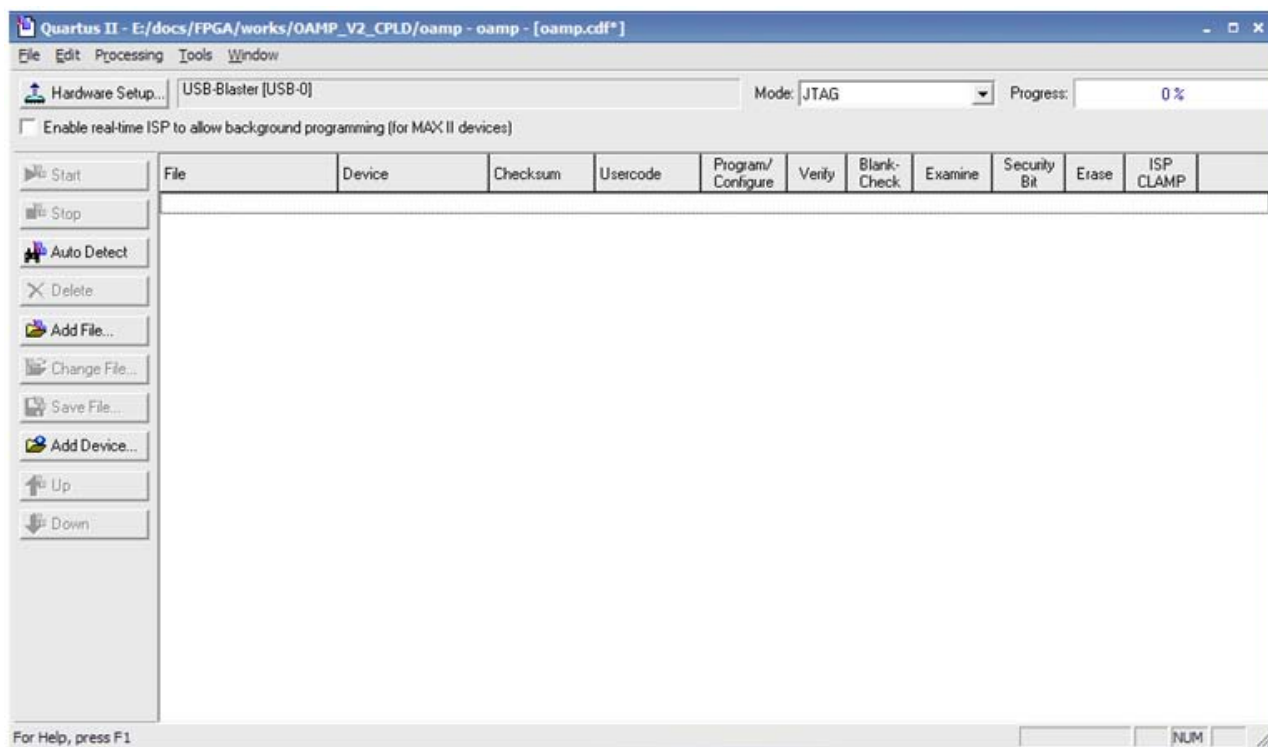 Quartus II - E:/docs/FPGA/works/OAMP_V2_CPLD/oamp - oamp - [oamp.cdf*]
File Edit Processing Tools Window
Hardware Setup... USB-Blaster [USB-0] Mode: JTAG Progress: 0 %
Enable real-time ISP to allow background programming (for MAX II devices)
Start
File Device Checksum Usercode Program/ Configure Verify Blank- Check Examine Security Bit Erase ISP CLAMP
Stop
Auto Detect
Delete
Add File...
Change File...
Save File...
Add Device...
Up
Down
For Help, press F1 NUM